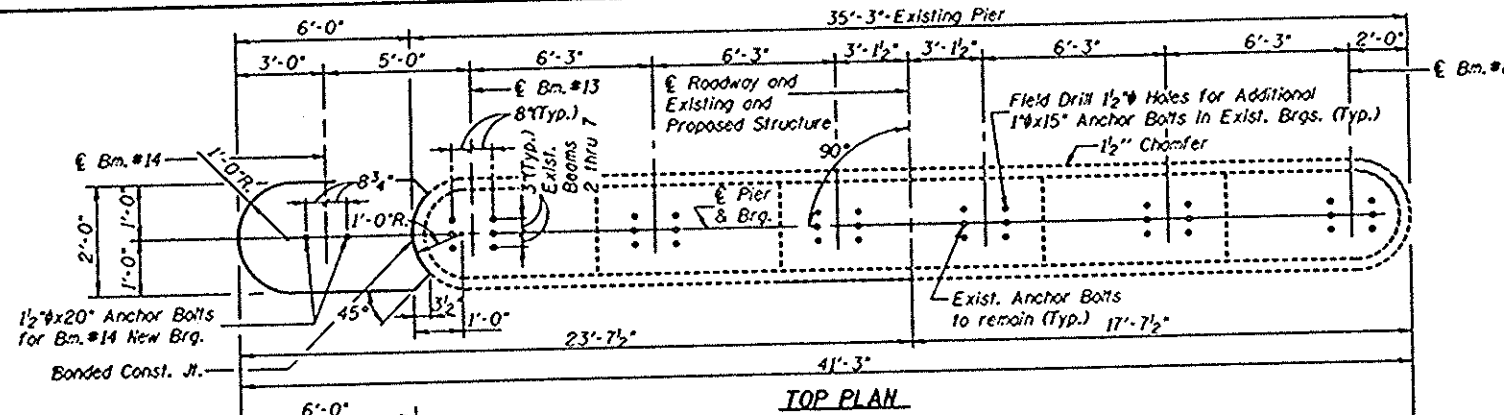 6'-0"
35'-3"-Existing Pier
3'-0"
5'-0"
6'-3"
6'-3"
3'-1½"
3'-1½"
6'-3"
6'-3"
2'-0"
℄ Bm. #13
8"(Typ.)
℄ Roadway and
Existing and
Proposed Structure
Field Drill 1½"ϕ Holes for Additional
1"ϕx15" Anchor Bolts In Exist. Brgs. (Typ.)
1½" Chamfer
℄ Bm. #14
1'-0"R.
8¾"
3"(Typ.)
Exist.
Beams
2 thru 7
90°
℄ Pier
& Brg.
1'-0"R.
2'-0"
1'-0"
1'-0"
45°
3½"
1'-0"
1½"ϕx20" Anchor Bolts
for Bm. #14 New Brg.
Bonded Const. Jt.
Exist. Anchor Bolts
to remain (Typ.)
23'-7½"
17'-7½"
41'-3"
TOP PLAN
6'-0"